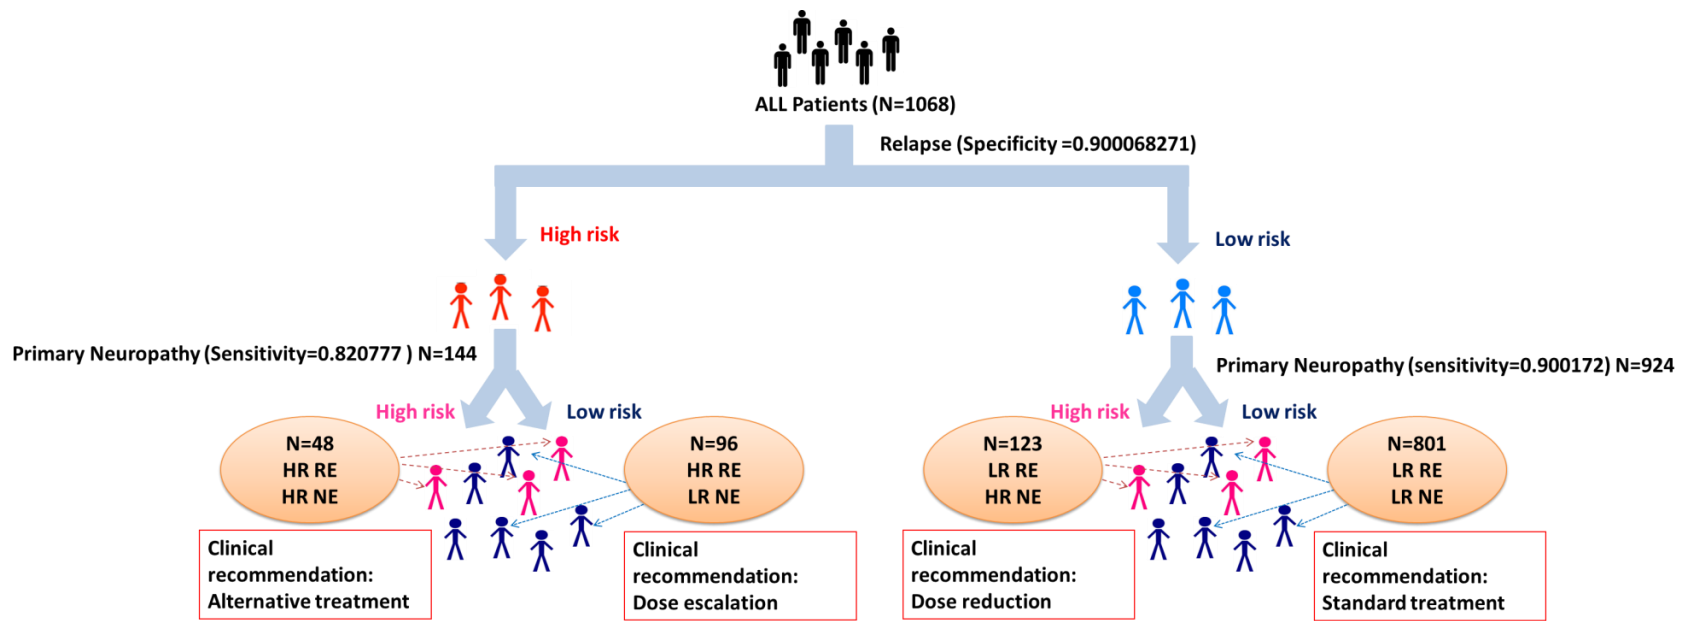 ALL Patients (N=1068)
Relapse (Specificity =0.900068271)
High risk
Low risk
Primary Neuropathy (Sensitivity=0.820777 ) N=144
Primary Neuropathy (sensitivity=0.900172) N=924
High risk
Low risk
High risk
Low risk
N=48
HR RE
HR NE
N=96
HR RE
LR NE
N=123
LR RE
HR NE
N=801
LR RE
LR NE
Clinical
recommendation:
Alternative treatment
Clinical
recommendation:
Dose escalation
Clinical
recommendation:
Dose reduction
Clinical
recommendation:
Standard treatment